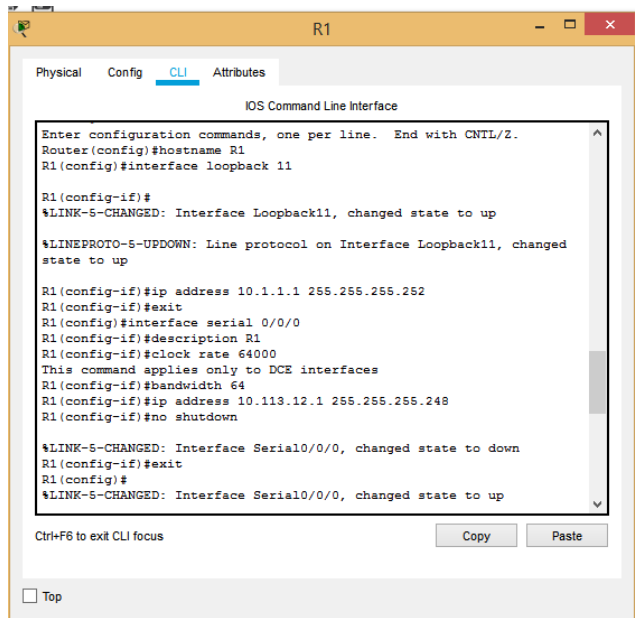 R1
Physical Config CLI Attributes
IOS Command Line Interface
Enter configuration commands, one per line. End with CNTL/Z.
Router(config)#hostname R1
R1(config)#interface loopback 11
R1(config-if)#
%LINK-5-CHANGED: Interface Loopback11, changed state to up
%LINEPROTO-5-UPDOWN: Line protocol on Interface Loopback11, changed
state to up
R1(config-if)#ip address 10.1.1.1 255.255.255.252
R1(config-if)#exit
R1(config)#interface serial 0/0/0
R1(config-if)#description R1
R1(config-if)#clock rate 64000
This command applies only to DCE interfaces
R1(config-if)#bandwidth 64
R1(config-if)#ip address 10.113.12.1 255.255.255.248
R1(config-if)#no shutdown
%LINK-5-CHANGED: Interface Serial0/0/0, changed state to down
R1(config-if)#exit
R1(config)#
%LINK-5-CHANGED: Interface Serial0/0/0, changed state to up
Ctrl+F6 to exit CLI focus
Copy Paste
Top